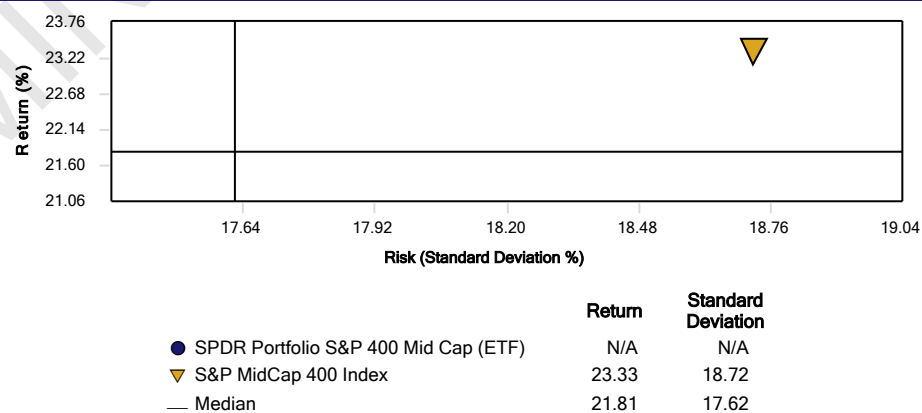 23.76
23.22
22.68
22.14
21.60
21.06
Return (%)
17.64 17.92 18.20 18.48 18.76 19.04
Risk (Standard Deviation %)
Return Standard Deviation
SPDR Portfolio S&P 400 Mid Cap (ETF) N/A N/A
S&P MidCap 400 Index 23.33 18.72
Median 21.81 17.62